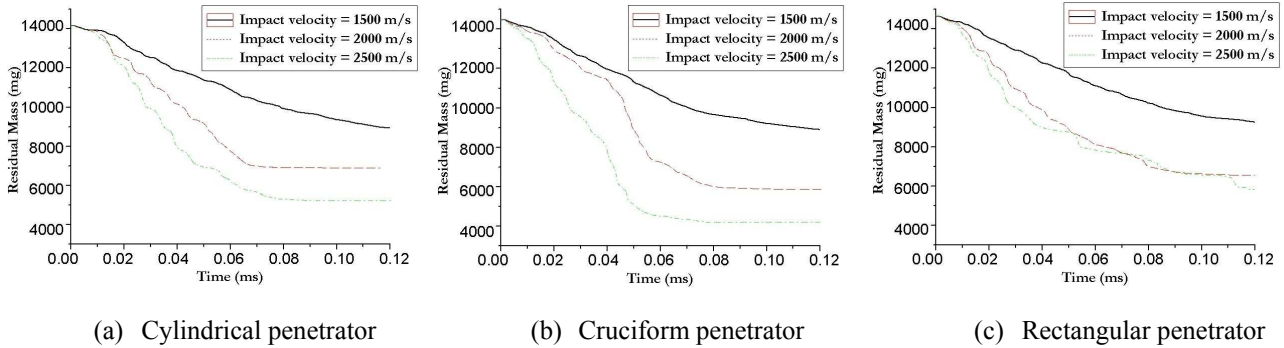 14000
12000
10000
8000
6000
4000
Residual Mass (mg)
0.00 0.02 0.04 0.06 0.08 0.10 0.12
Time (ms)
Impact velocity = 1500 m/s
Impact velocity = 2000 m/s
Impact velocity = 2500 m/s
(a) Cylindrical penetrator
14000
12000
10000
8000
6000
4000
Residual Mass (mg)
0.00 0.02 0.04 0.06 0.08 0.10 0.12
Time (ms)
Impact velocity = 1500 m/s
Impact velocity = 2000 m/s
Impact velocity = 2500 m/s
(b) Cruciform penetrator
14000
12000
10000
8000
6000
4000
Residual Mass (mg)
0.00 0.02 0.04 0.06 0.08 0.10 0.12
Time (ms)
Impact velocity = 1500 m/s
Impact velocity = 2000 m/s
Impact velocity = 2500 m/s
(c) Rectangular penetrator